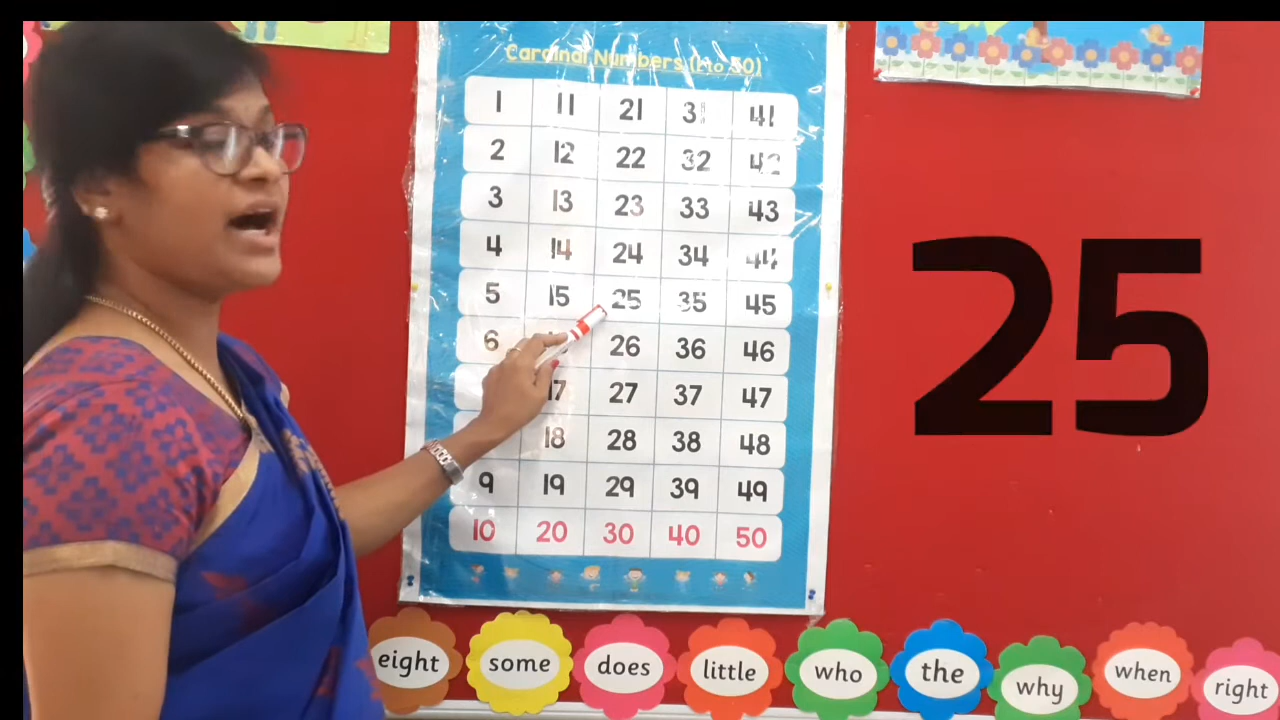 Cardinal Numbers (1 to 50)
1 11 21 31 41
2 12 22 32 42
3 13 23 33 43
4 14 24 34 44
5 15 25 35 45
6 26 36 46
17 27 37 47
18 28 38 48
9 19 29 39 49
10 20 30 40 50
25
eight some does little who the why when right